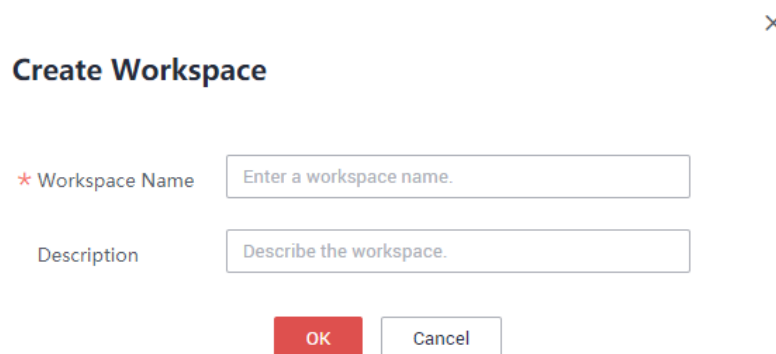 Create Workspace
* Workspace Name
Enter a workspace name.
Description
Describe the workspace.
OK
Cancel